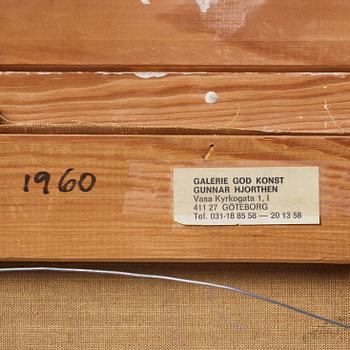 1960
GALERIE GOD KONST
GUNNAR HJORTHEN
Vasa Kyrkogata 1, I
411 27 GÖTEBORG
Tel. 031-18 85 58 — 20 13 58